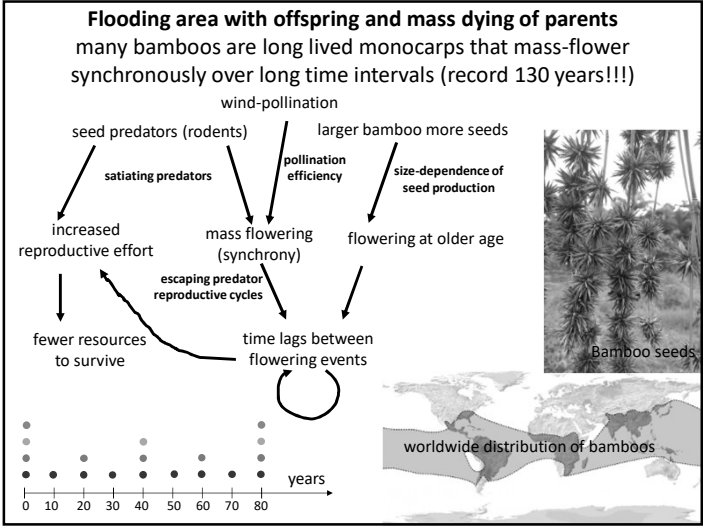 Flooding area with offspring and mass dying of parents
many bamboos are long lived monocarps that mass-flower
synchronously over long time intervals (record 130 years!!!)
wind-pollination
seed predators (rodents)
larger bamboo more seeds
satiating predators
pollination
efficiency
size-dependence of
seed production
increased
reproductive effort
mass flowering
(synchrony)
flowering at older age
escaping predator
reproductive cycles
fewer resources
to survive
time lags between
flowering events
Bamboo seeds
worldwide distribution of bamboos
years
0 10 20 30 40 50 60 70 80